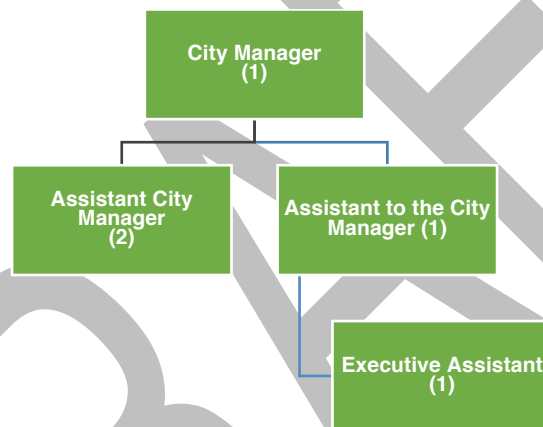 City Manager
(1)
Assistant City
Manager
(2)
Assistant to the City
Manager (1)
Executive Assistant
(1)